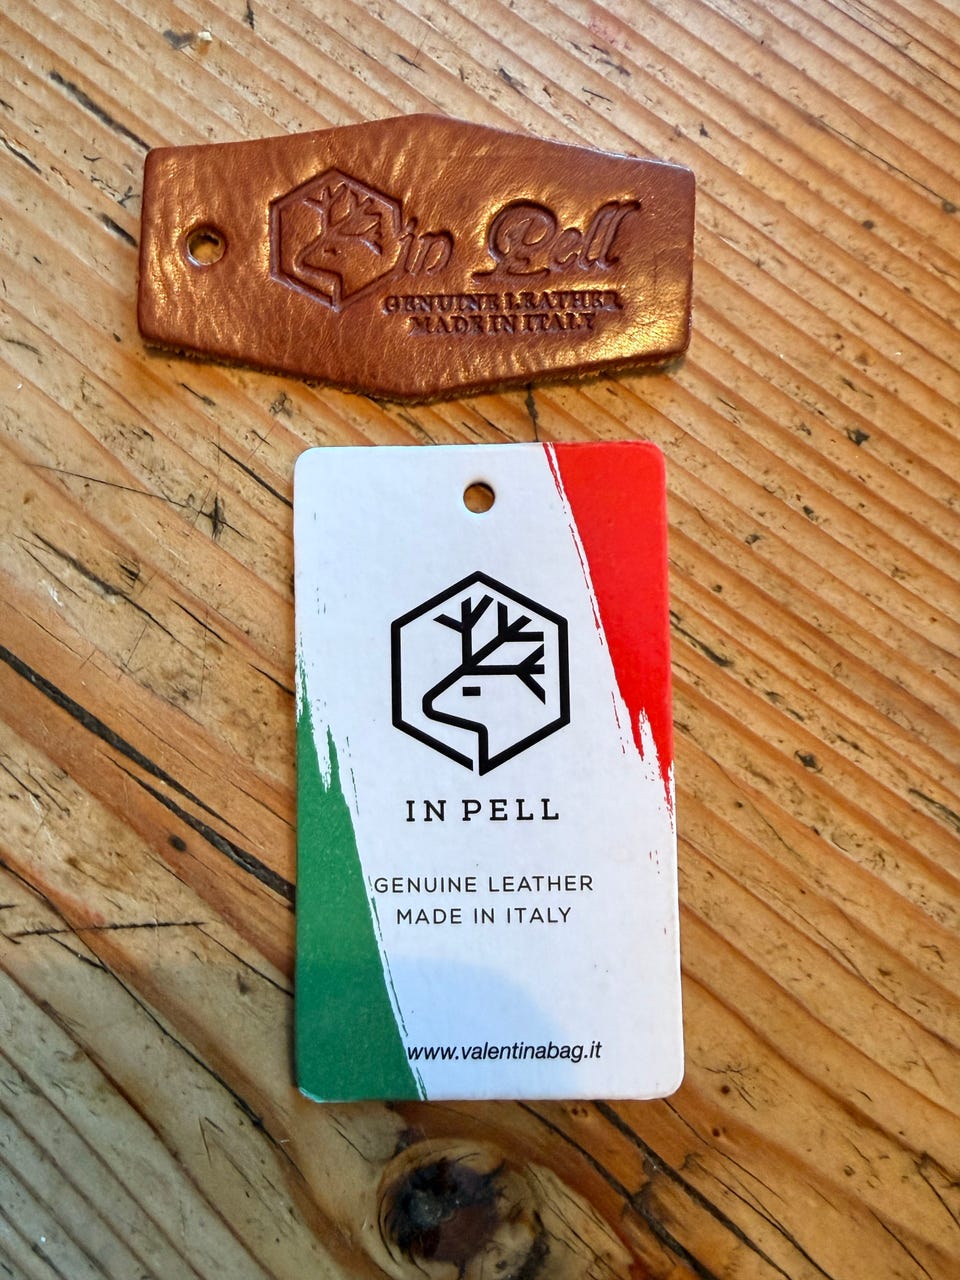 in Pell
GENUINE LEATHER
MADE IN ITALY
IN PELL
GENUINE LEATHER
MADE IN ITALY
www.valentinabag.it